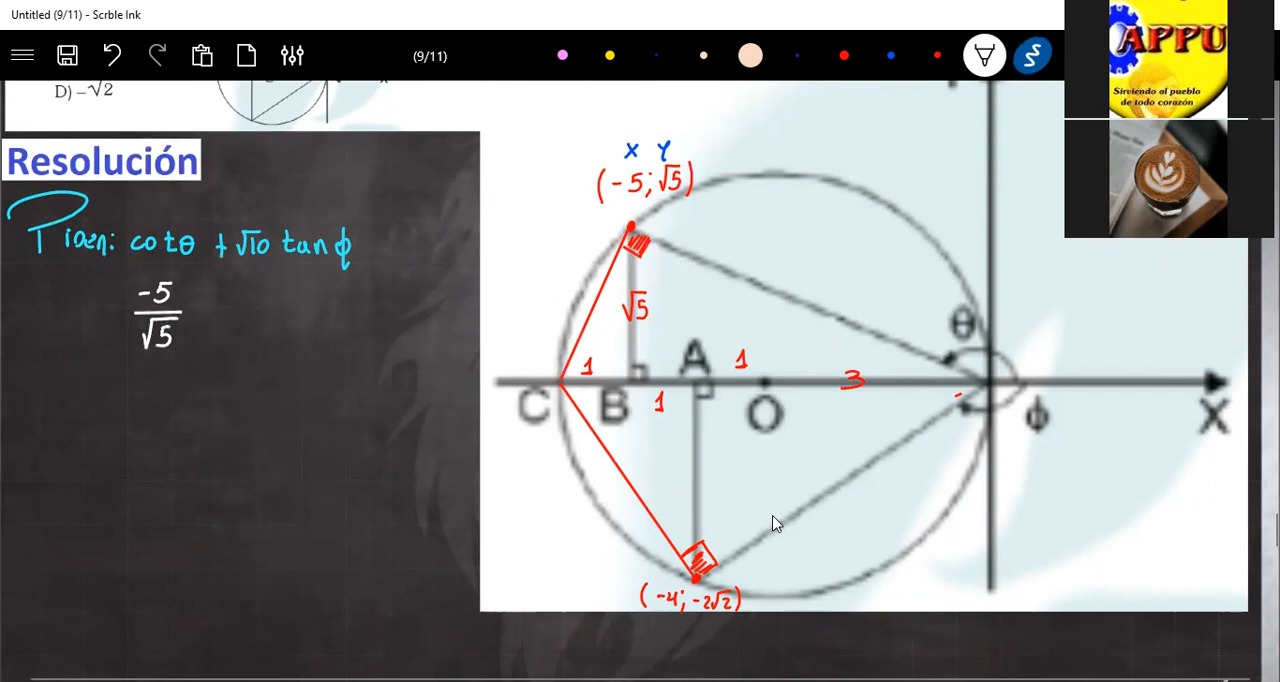 Untitled (9/11) - Scrble Ink
(9/11)
APPU
Sirviendo al pueblo
de todo corazón
D) -√2
Resolución
Piden: cotθ + √10 tanϕ
-5
√5
X Y
(-5;√5)
√5
θ
1
A
1
3
C
B
1
O
ϕ
X
(-4;-2√2)